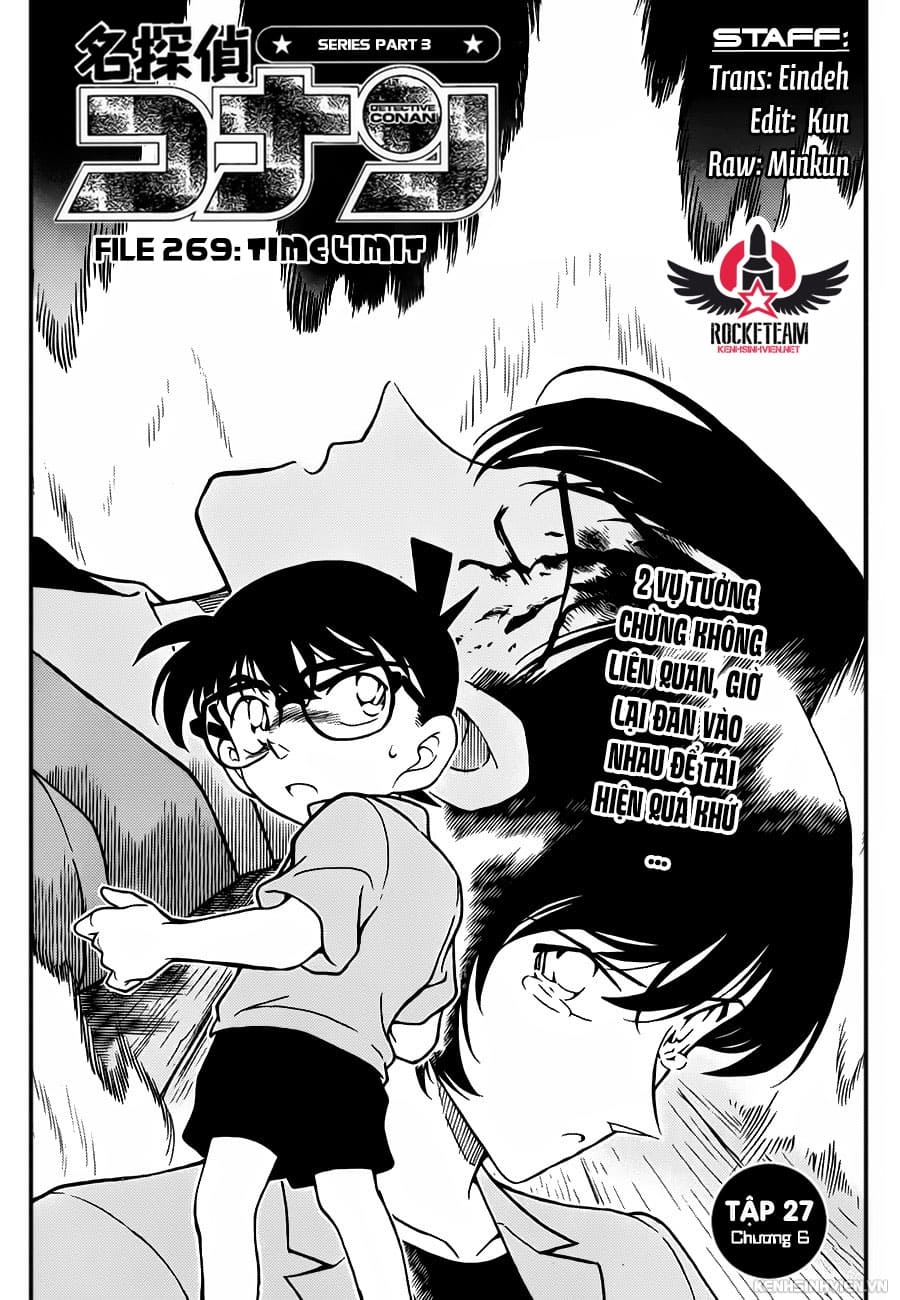 名探偵
★ SERIES PART 3 ★
コナン
DETECTIVE
CONAN
FILE 269: TIME LIMIT
STAFF:
Trans: Eindeh
Edit: Kun
Raw: Minkun
ROCKETEAM
KENHSINHVIEN.NET
2 VỤ TƯỞNG
CHỪNG KHÔNG
LIÊN QUAN, GIỜ
LẠI ĐAN VÀO
NHAU ĐỂ TÁI
HIỆN QUÁ KHỨ
...
TẬP 27
Chương 6
KENHSINHVIEN.VN